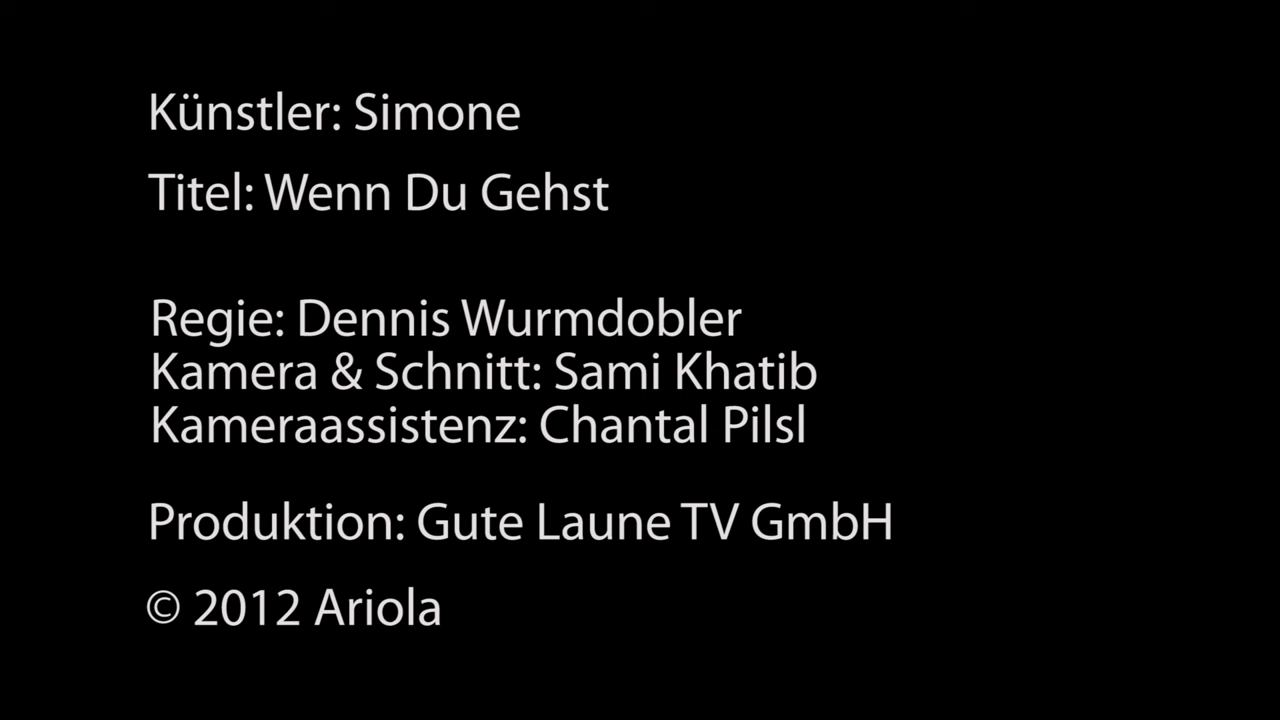 Künstler: Simone
Titel: Wenn Du Gehst
Regie: Dennis Wurmdobler
Kamera & Schnitt: Sami Khatib
Kameraassistenz: Chantal Pilsl
Produktion: Gute Laune TV GmbH
© 2012 Ariola